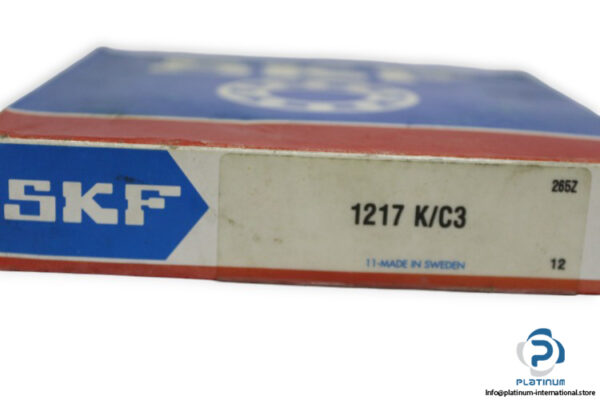 SKF
265Z
1217 K/C3
11-MADE IN SWEDEN
12
PLATINUM
Info@platinum-international.store